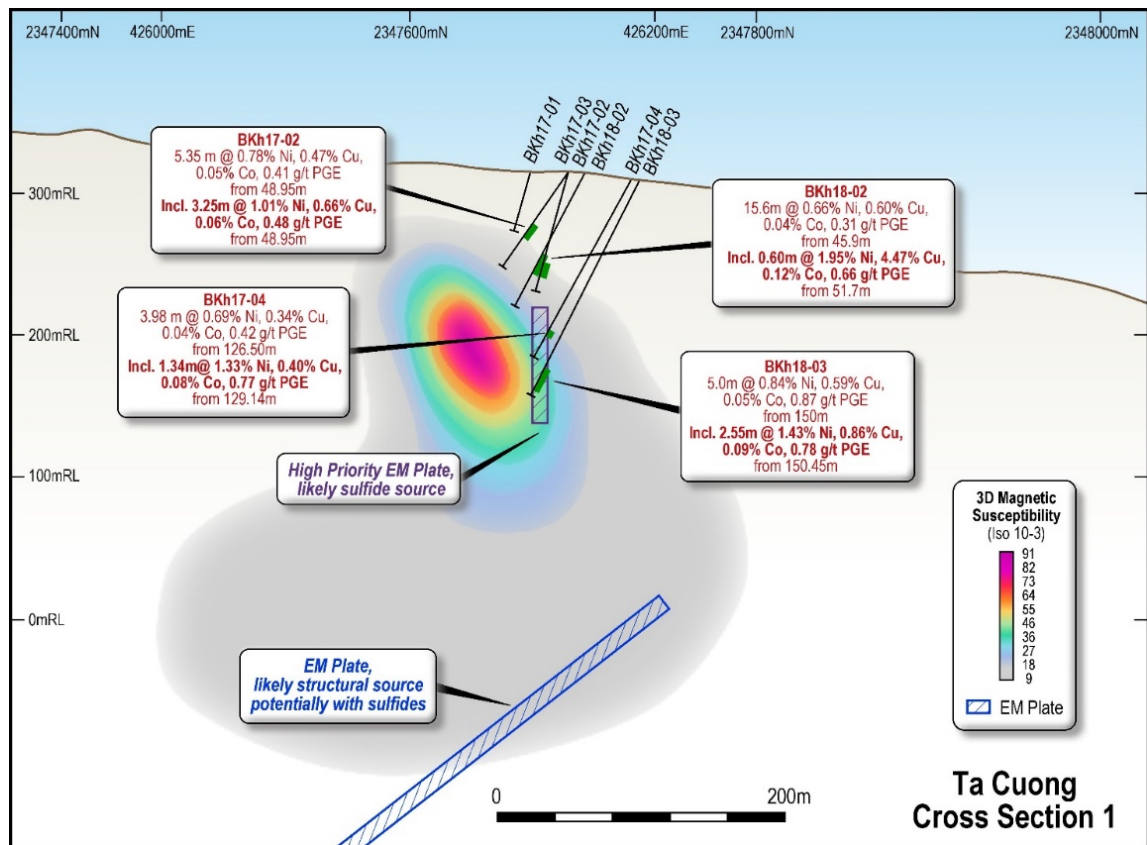 2347400mN
426000mE
2347600mN
426200mE
2347800mN
2348000mN
BKh17-01
BKh17-03
BKh17-02
BKh18-02
BKh17-04
BKh18-03
BKh17-02
5.35 m @ 0.78% Ni, 0.47% Cu,
0.05% Co, 0.41 g/t PGE
from 48.95m
Incl. 3.25m @ 1.01% Ni, 0.66% Cu,
0.06% Co, 0.48 g/t PGE
from 48.95m
BKh18-02
15.6m @ 0.66% Ni, 0.60% Cu,
0.04% Co, 0.31 g/t PGE
from 45.9m
Incl. 0.60m @ 1.95% Ni, 4.47% Cu,
0.12% Co, 0.66 g/t PGE
from 51.7m
300mRL
BKh17-04
3.98 m @ 0.69% Ni, 0.34% Cu,
0.04% Co, 0.42 g/t PGE
from 126.50m
Incl. 1.34m@ 1.33% Ni, 0.40% Cu,
0.08% Co, 0.77 g/t PGE
from 129.14m
200mRL
BKh18-03
5.0m @ 0.84% Ni, 0.59% Cu,
0.05% Co, 0.87 g/t PGE
from 150m
Incl. 2.55m @ 1.43% Ni, 0.86% Cu,
0.09% Co, 0.78 g/t PGE
from 150.45m
High Priority EM Plate,
likely sulfide source
100mRL
3D Magnetic
Susceptibility
(Iso 10-3)
91
82
73
64
55
46
36
27
18
9
EM Plate
0mRL
EM Plate,
likely structural source
potentially with sulfides
0
200m
Ta Cuong
Cross Section 1